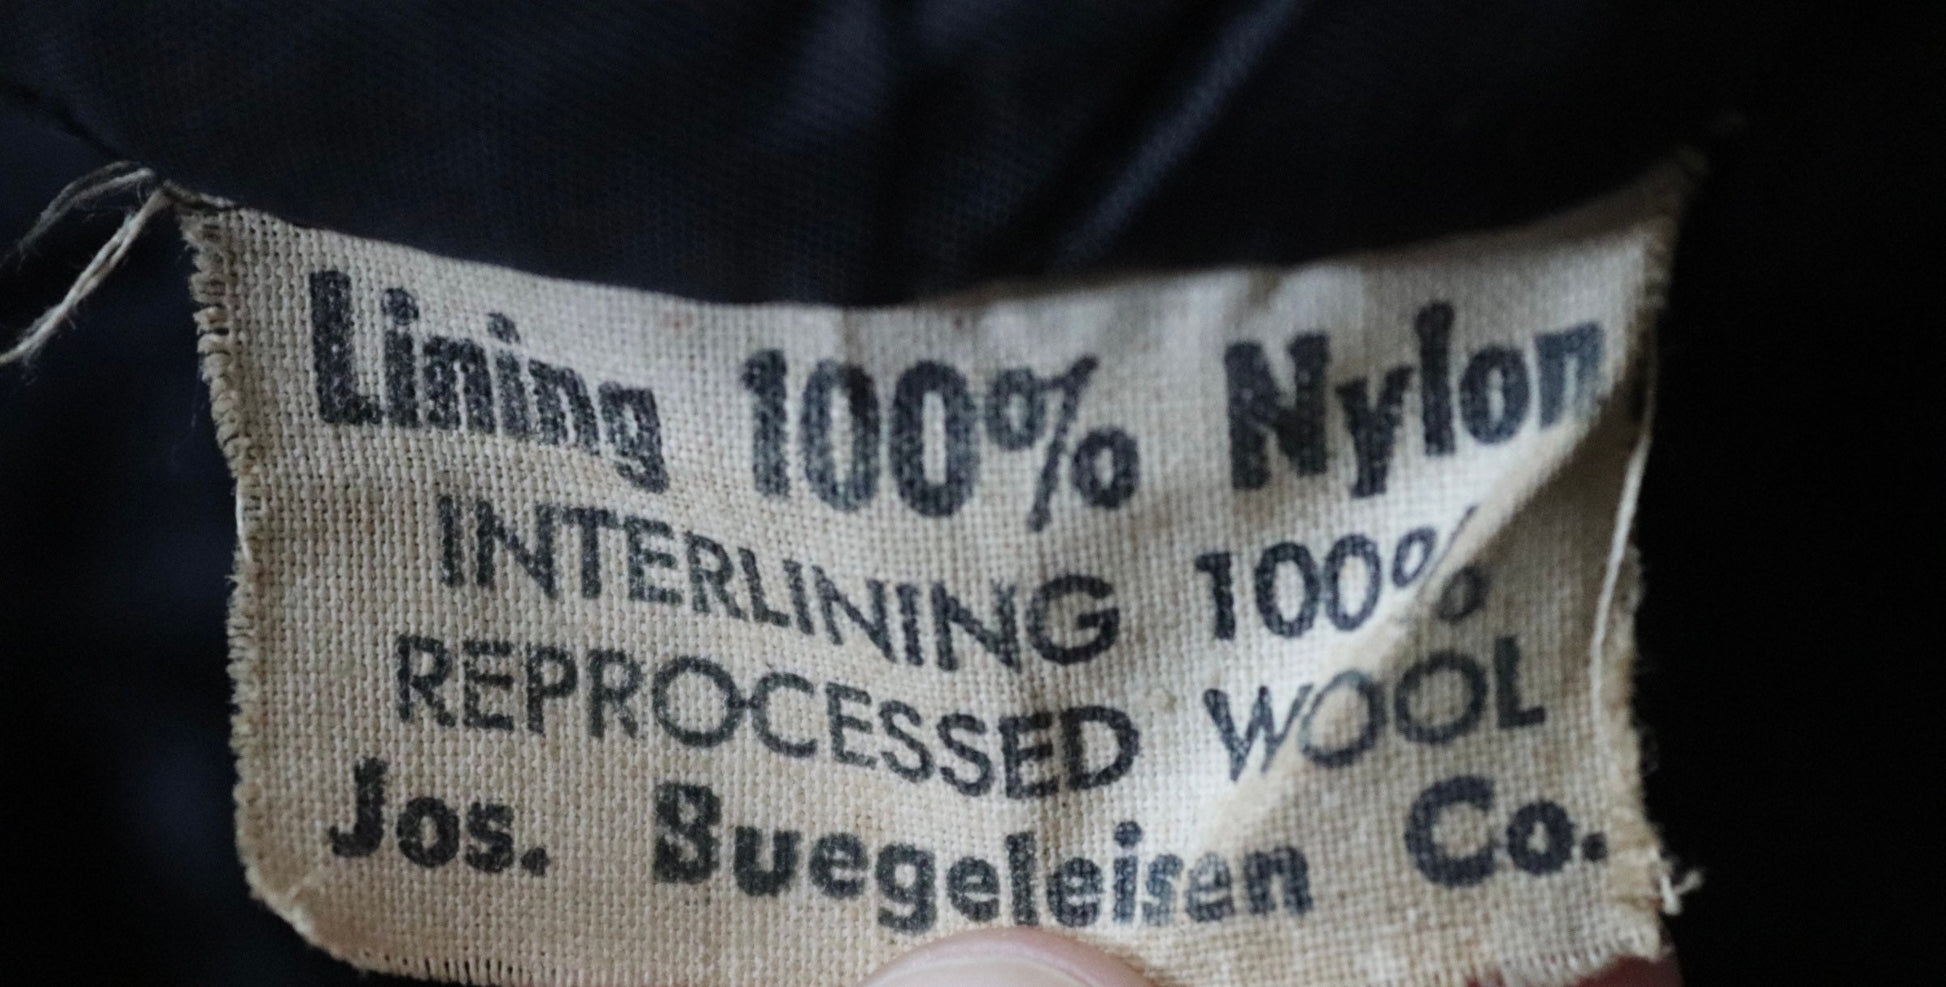 Lining 100% Nylon
INTERLINING 100%
REPROCESSED WOOL
Jos. Buegeleisen Co.